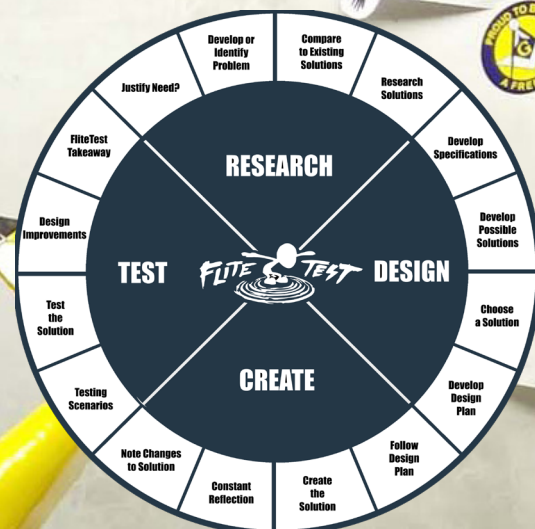 PROUD TO B
G
A FRE
Develop or
Identify
Problem
Compare
to Existing
Solutions
Research
Solutions
Develop
Specifications
Develop
Possible
Solutions
Choose
a Solution
Develop
Design
Plan
Follow
Design
Plan
Create
the
Solution
Constant
Reflection
Note Changes
to Solution
Testing
Scenarios
Test
the
Solution
Design
Improvements
FliteTest
Takeaway
Justify Need?
RESEARCH
TEST
FLITE TEST
DESIGN
CREATE